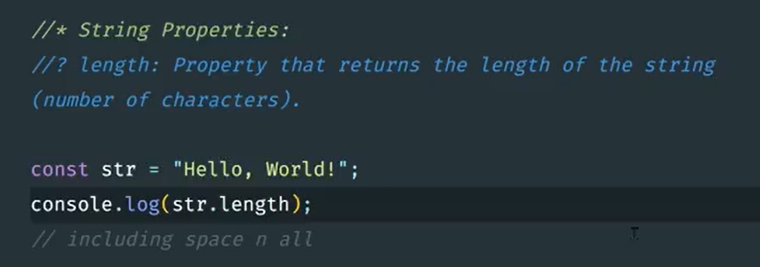 //* String Properties:
//? length: Property that returns the length of the string
(number of characters).
const str = "Hello, World!";
console.log(str.length);
// including space n all